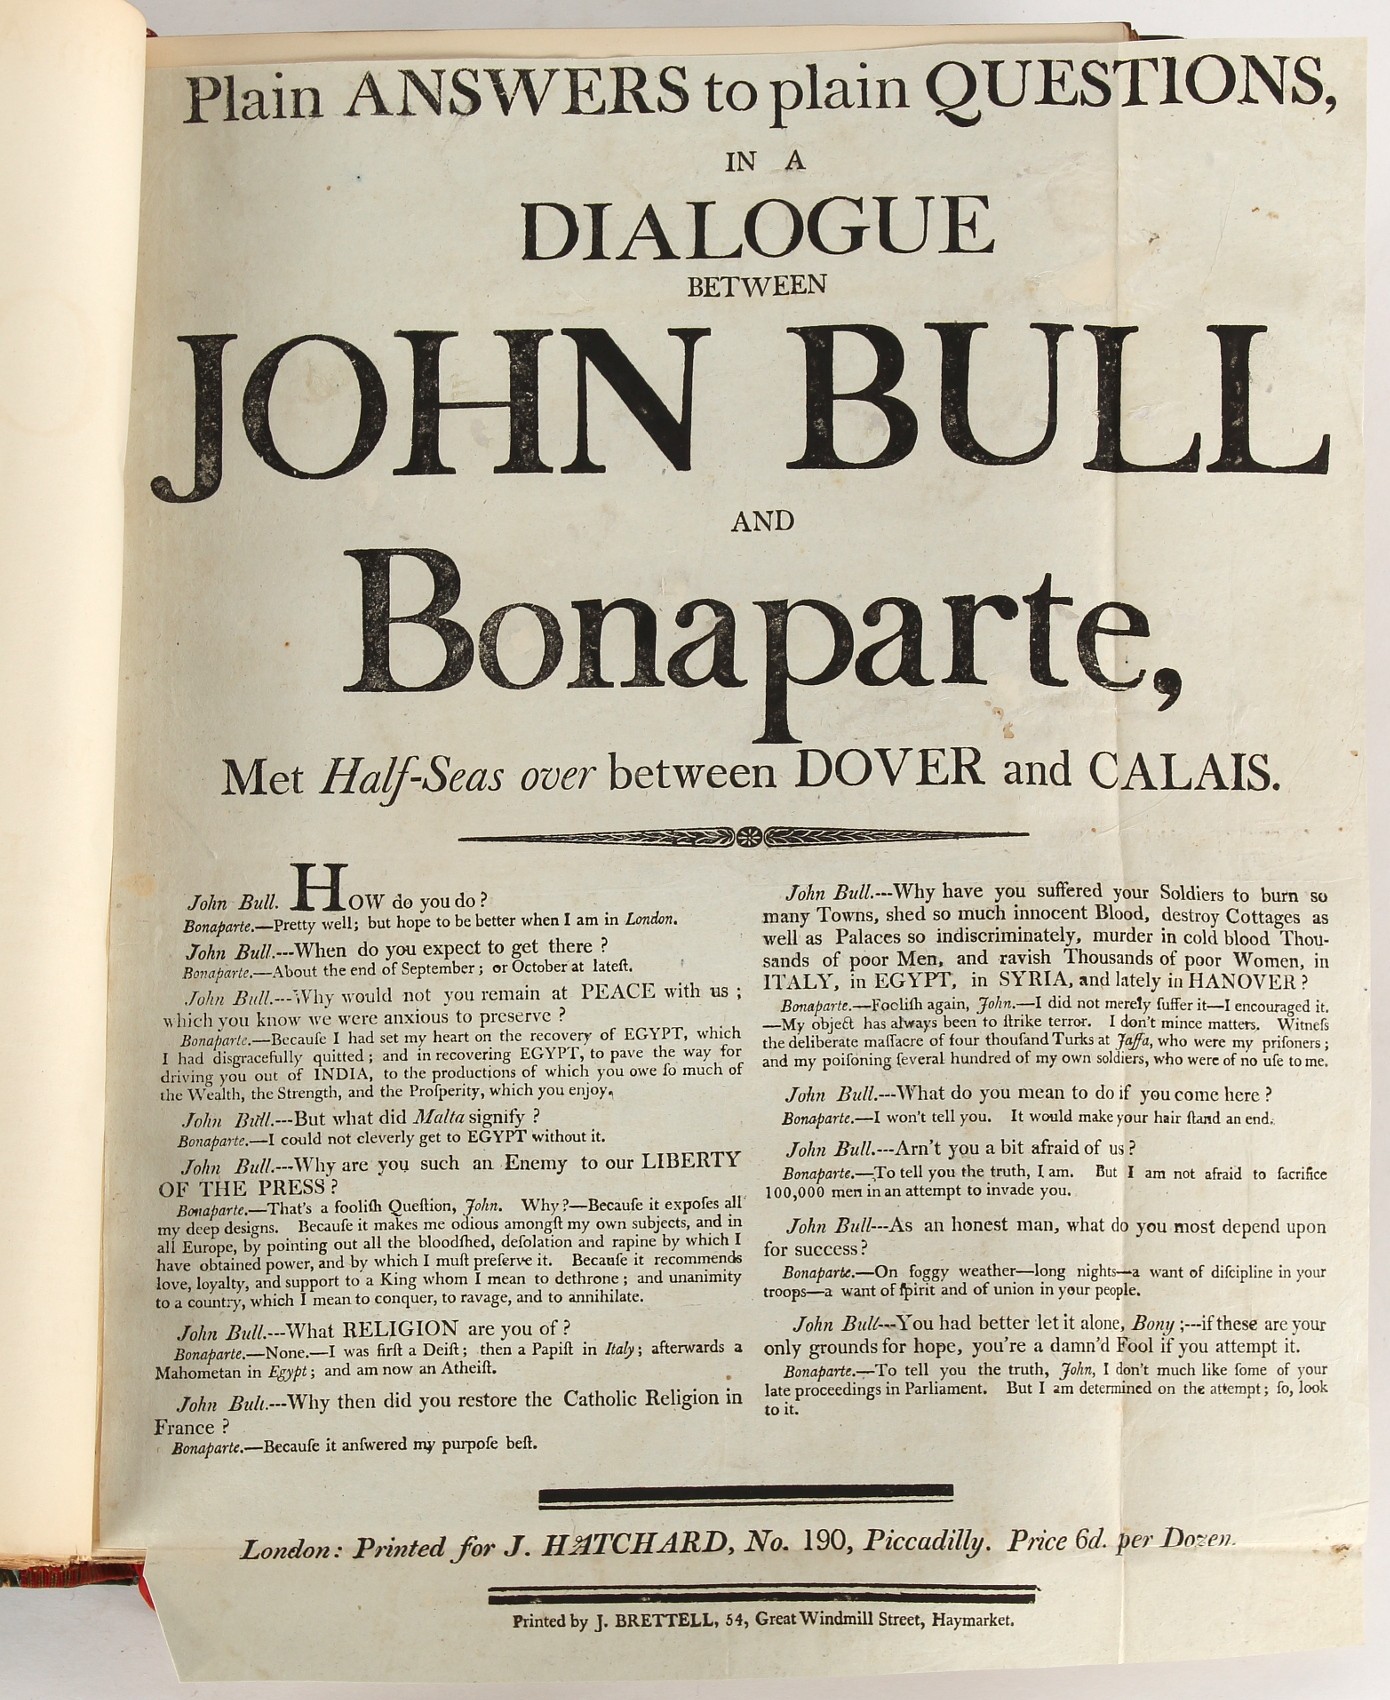 Plain ANSWERS to plain QUESTIONS,
IN A
DIALOGUE
BETWEEN
JOHN BULL
AND
Bonaparte,
Met Half-Seas over between DOVER and CALAIS.
John Bull. How do you do ?
Bonaparte.—Pretty well; but hope to be better when I am in London.
John Bull.---When do you expect to get there ?
Bonaparte.—About the end of September ; or October at lateſt.
John Bull.---Why would not you remain at PEACE with us ;
which you know we were anxious to preserve ?
Bonaparte.—Becauſe I had set my heart on the recovery of EGYPT, which
I had diſgracefully quitted ; and in recovering EGYPT, to pave the way for
driving you out of INDIA, to the productions of which you owe ſo much of
the Wealth, the Strength, and the Proſperity, which you enjoy.
John Bull.---But what did Malta signify ?
Bonaparte.—I could not cleverly get to EGYPT without it.
John Bull.---Why are you such an Enemy to our LIBERTY
OF THE PRESS ?
Bonaparte.—That's a fooliſh Queſtion, John. Why ?—Becauſe it expoſes all
my deep designs. Becauſe it makes me odious amongſt my own subjects, and in
all Europe, by pointing out all the bloodſhed, deſolation and rapine by which I
have obtained power, and by which I muſt preſerve it. Becauſe it recommends
love, loyalty, and support to a King whom I mean to dethrone ; and unanimity
to a country, which I mean to conquer, to ravage, and to annihilate.
John Bull.---What RELIGION are you of ?
Bonaparte.—None.—I was firſt a Deiſt ; then a Papiſt in Italy ; afterwards a
Mahometan in Egypt ; and am now an Atheiſt.
John Bull.---Why then did you restore the Catholic Religion in
France ?
Bonaparte.—Becauſe it anſwered my purpoſe beſt.
John Bull.---Why have you suffered your Soldiers to burn so
many Towns, shed so much innocent Blood, destroy Cottages as
well as Palaces so indiscriminately, murder in cold blood Thou-
sands of poor Men, and ravish Thousands of poor Women, in
ITALY, in EGYPT, in SYRIA, and lately in HANOVER ?
Bonaparte.—Fooliſh again, John.—I did not merely ſuffer it—I encouraged it.
—My object has always been to ſtrike terror. I don't mince matters. Witneſs
the deliberate maſſacre of four thouſand Turks at Jaffa, who were my priſoners ;
and my poiſoning ſeveral hundred of my own soldiers, who were of no uſe to me.
John Bull.---What do you mean to do if you come here ?
Bonaparte.—I won't tell you. It would make your hair ſtand an end.
John Bull.---Arn't you a bit afraid of us ?
Bonaparte.—To tell you the truth, I am. But I am not afraid to ſacrifice
100,000 men in an attempt to invade you.
John Bull---As an honest man, what do you most depend upon
for success ?
Bonaparte.—On foggy weather—long nights—a want of diſcipline in your
troops—a want of ſpirit and of union in your people.
John Bull---You had better let it alone, Bony ;---if these are your
only grounds for hope, you're a damn'd Fool if you attempt it.
Bonaparte.—To tell you the truth, John, I don't much like ſome of your
late proceedings in Parliament. But I am determined on the attempt ; ſo, look
to it.
London: Printed for J. HATCHARD, No. 190, Piccadilly. Price 6d. per Dozen.
Printed by J. BRETTELL, 54, Great Windmill Street, Haymarket.